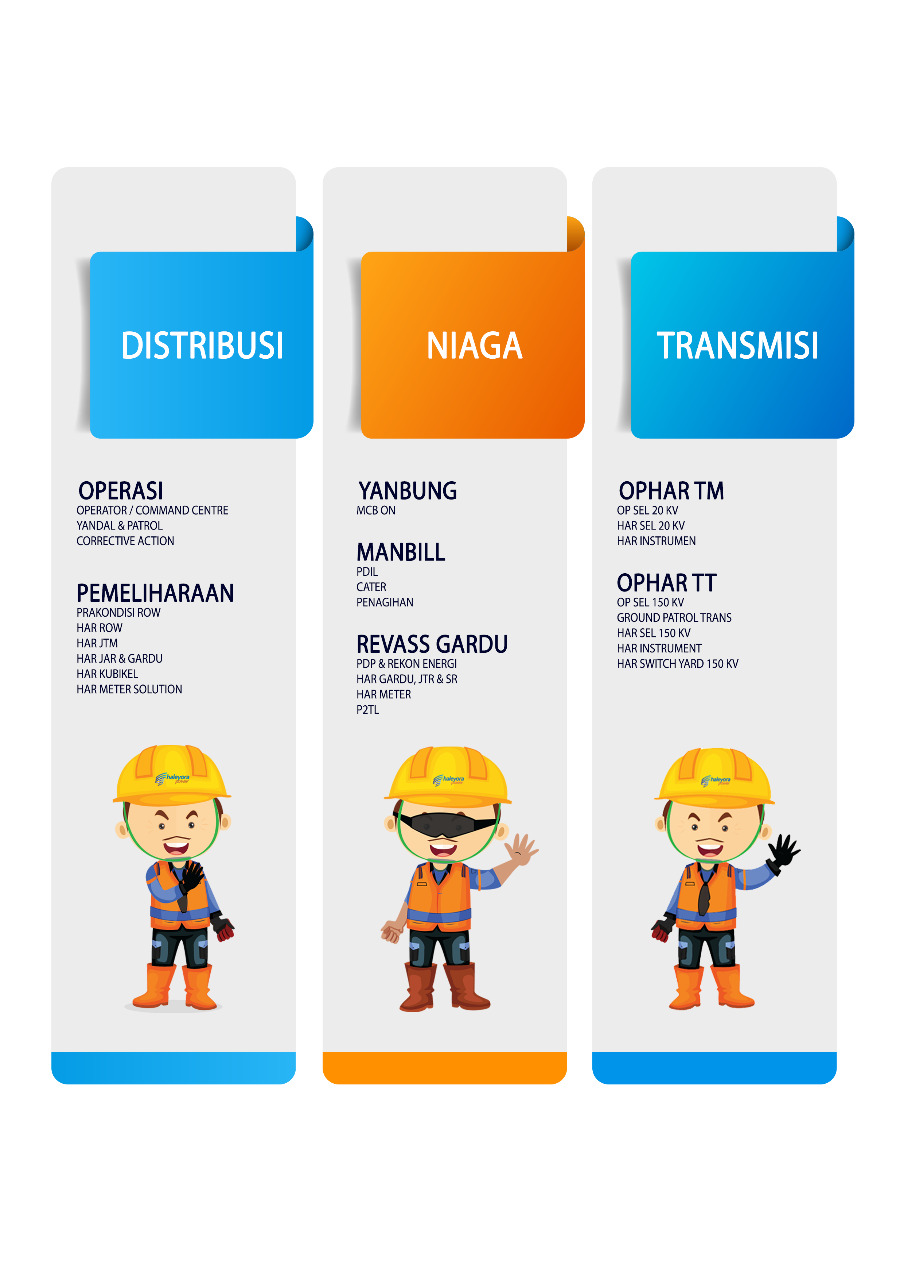 DISTRIBUSI
OPERASI
OPERATOR / COMMAND CENTRE
YANDAL & PATROL
CORRECTIVE ACTION
PEMELIHARAAN
PRAKONDISI ROW
HAR ROW
HAR JTM
HAR JAR & GARDU
HAR KUBIKEL
HAR METER SOLUTION
haleyora
power
NIAGA
YANBUNG
MCB ON
MANBILL
PDIL
CATER
PENAGIHAN
REVASS GARDU
PDP & REKON ENERGI
HAR GARDU, JTR & SR
HAR METER
P2TL
haleyora
power
TRANSMISI
OPHAR TM
OP SEL 20 KV
HAR SEL 20 KV
HAR INSTRUMEN
OPHAR TT
OP SEL 150 KV
GROUND PATROL TRANS
HAR SEL 150 KV
HAR INSTRUMENT
HAR SWITCH YARD 150 KV
haleyora
power